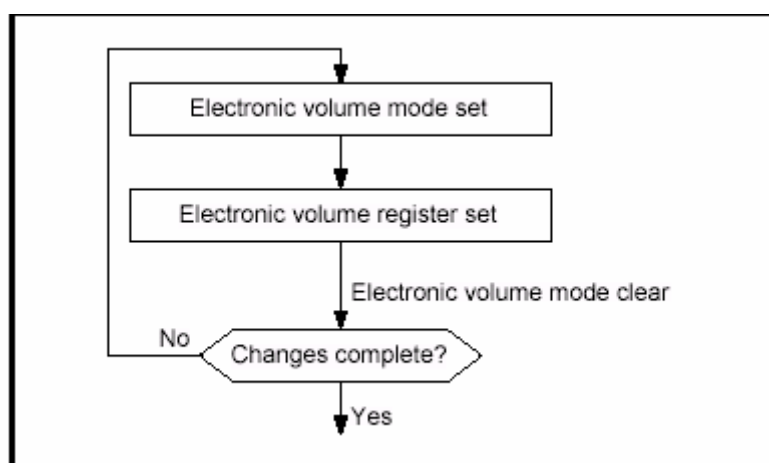 Electronic volume mode set
Electronic volume register set
Electronic volume mode clear
No
Changes complete?
Yes